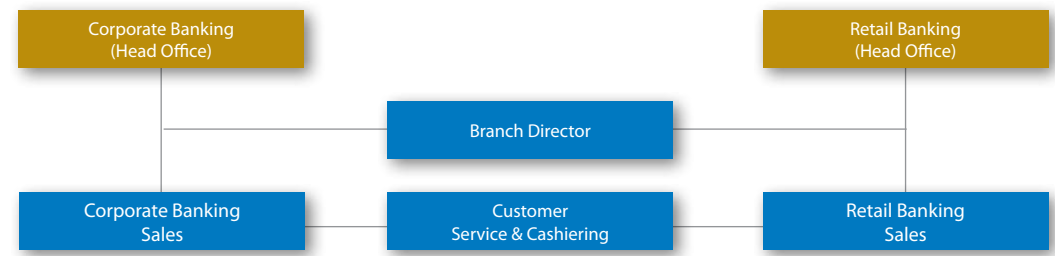 Corporate Banking
(Head Office)
Retail Banking
(Head Office)
Branch Director
Corporate Banking
Sales
Customer
Service & Cashiering
Retail Banking
Sales